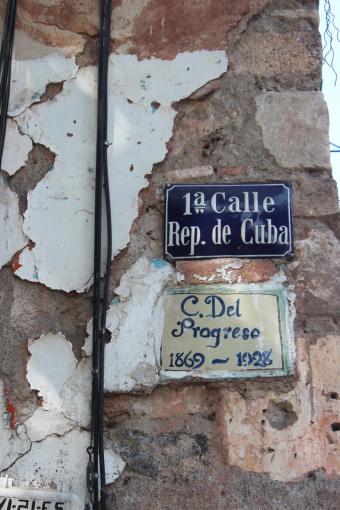 1ª Calle
Rep. de Cuba
C. Del
Progreso
1869 ~ 1928